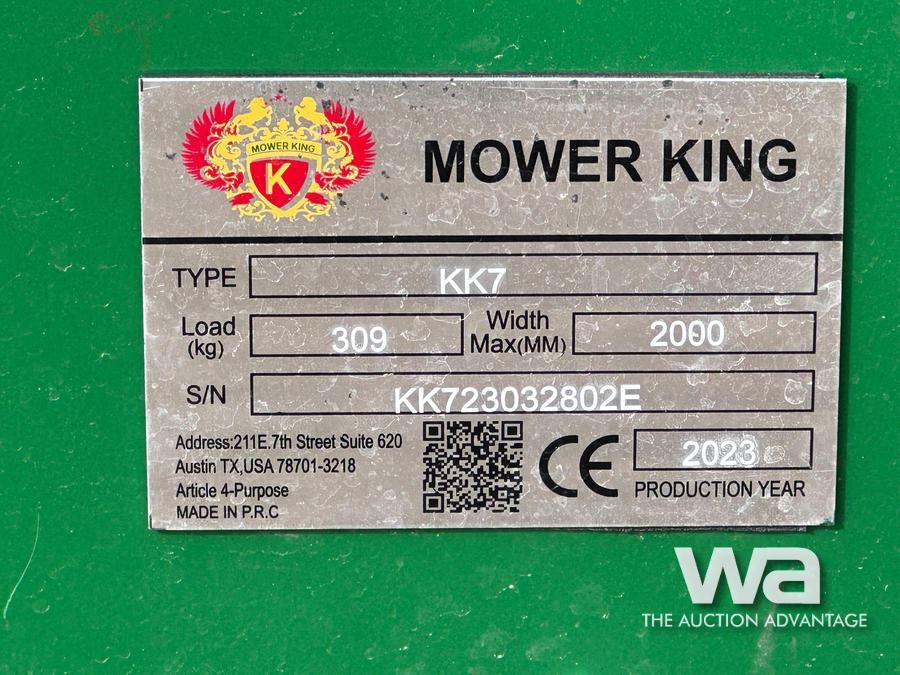 MOWER KING
K
MOWER KING
TYPE KK7
Load (kg) 309 Width Max(MM) 2000
S/N KK723032802E
Address:211E.7th Street Suite 620
Austin TX,USA 78701-3218
Article 4-Purpose
MADE IN P.R.C
CE
2023
PRODUCTION YEAR
wa
THE AUCTION ADVANTAGE